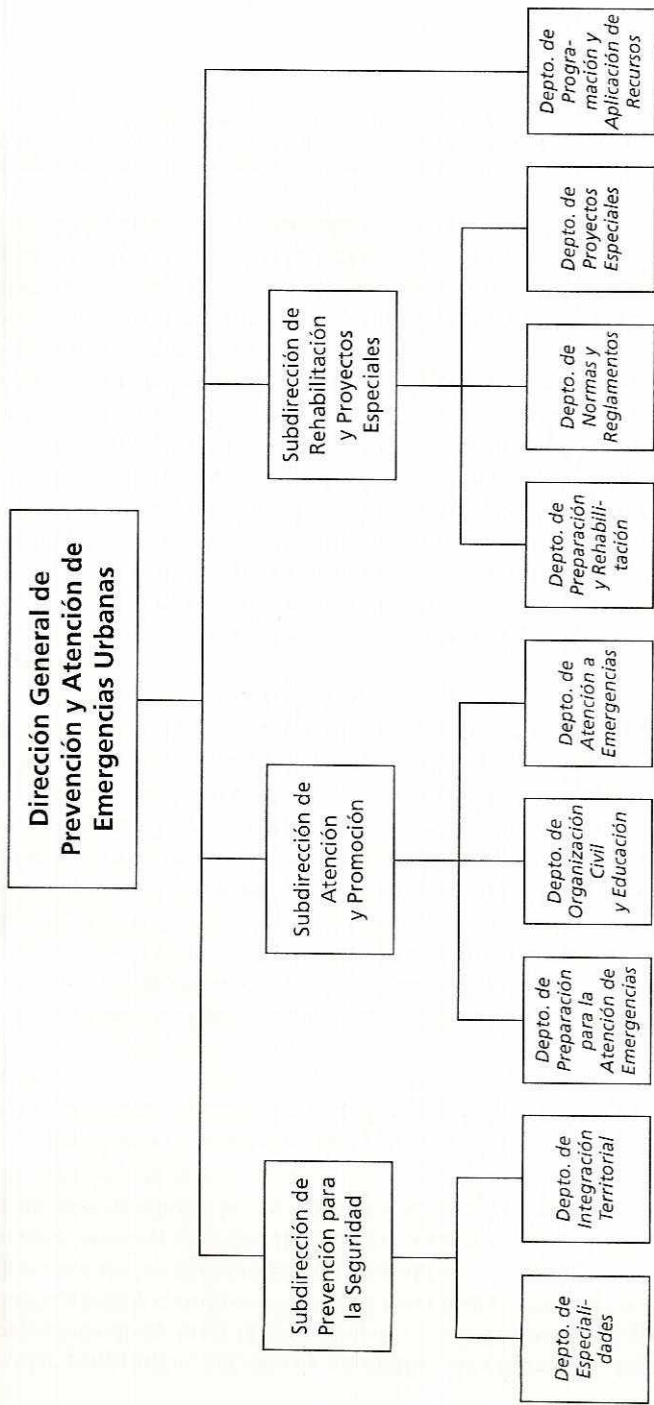 Dirección General de
Prevención y Atención de
Emergencias Urbanas
Subdirección de
Prevención para
la Seguridad
Subdirección de
Atención
y Promoción
Subdirección de
Rehabilitación
y Proyectos
Especiales
Depto. de
Especiali-
dades
Depto. de
Integración
Territorial
Depto. de
Preparación
para la
Atención de
Emergencias
Depto. de
Organización
Civil
y Educación
Depto. de
Atención a
Emergencias
Depto. de
Preparación
y Rehabili-
tación
Depto. de
Normas y
Reglamentos
Depto. de
Proyectos
Especiales
Depto. de
Progra-
mación y
Aplicación de
Recursos